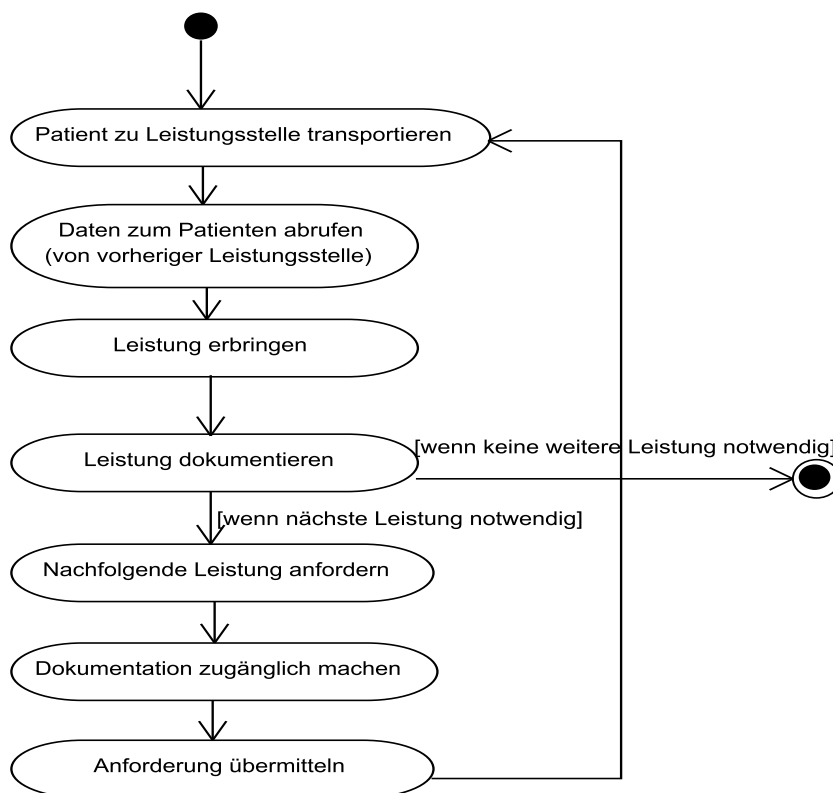 Patient zu Leistungsstelle transportieren
Daten zum Patienten abrufen
(von vorheriger Leistungsstelle)
Leistung erbringen
[wenn keine weitere Leistung notwendig]
Leistung dokumentieren
[wenn nächste Leistung notwendig]
Nachfolgende Leistung anfordern
Dokumentation zugänglich machen
Anforderung übermitteln